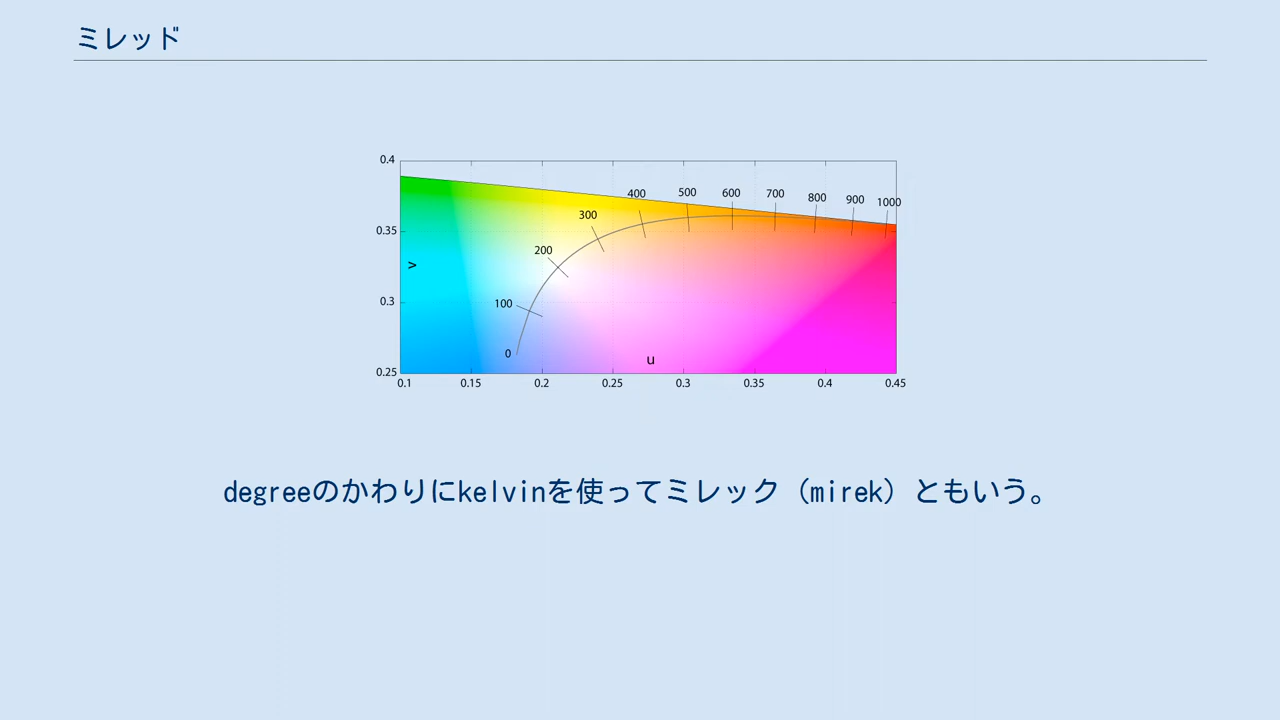 ミレッド
0.4
0.35
0.3
0.25
v
0 100 200 300 400 500 600 700 800 900 1000
u
0.1 0.15 0.2 0.25 0.3 0.35 0.4 0.45
degreeのかわりにkelvinを使ってミレック（mirek）ともいう。